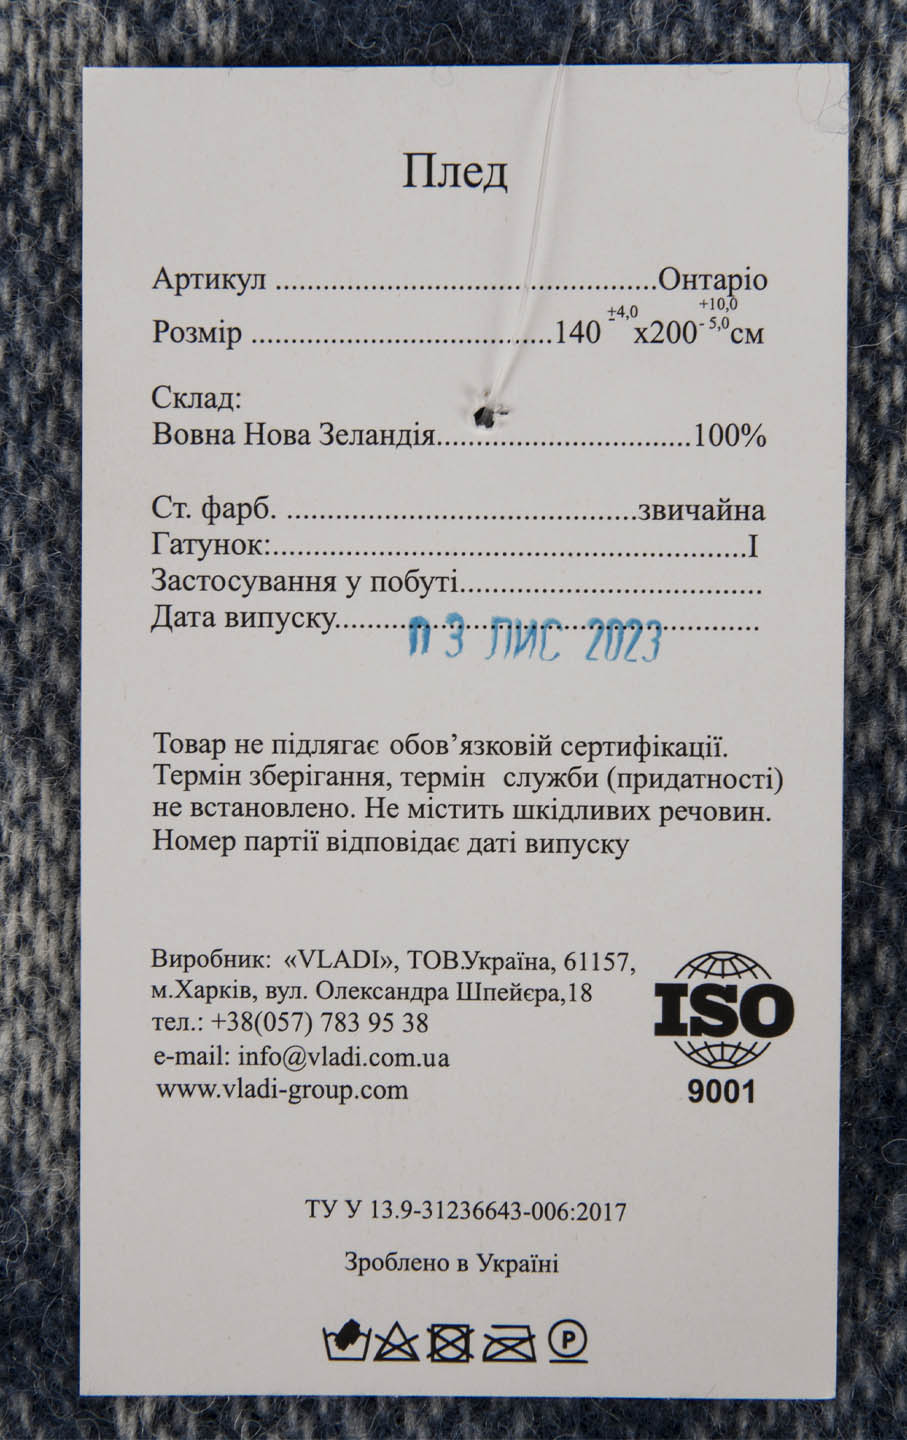 Плед
Артикул ................................................Онтаріо
Розмір ......................................140 +4,0 - х200 +10,0 - 5,0 см
Склад:
Вовна Нова Зеландія................................100%
Ст. фарб. ............................................звичайна
Гатунок:............................................................І
Застосування у побуті......................................
Дата випуску..................................................... 03 ЛИС 2023
Товар не підлягає обов’язковій сертифікації.
Термін зберігання, термін служби (придатності)
не встановлено. Не містить шкідливих речовин.
Номер партії відповідає даті випуску
Виробник: «VLADI», ТОВ.Україна, 61157,
м.Харків, вул. Олександра Шпейєра,18
тел.: +38(057) 783 95 38
e-mail: info@vladi.com.ua
www.vladi-group.com
ISO
9001
ТУ У 13.9-31236643-006:2017
Зроблено в Україні
P